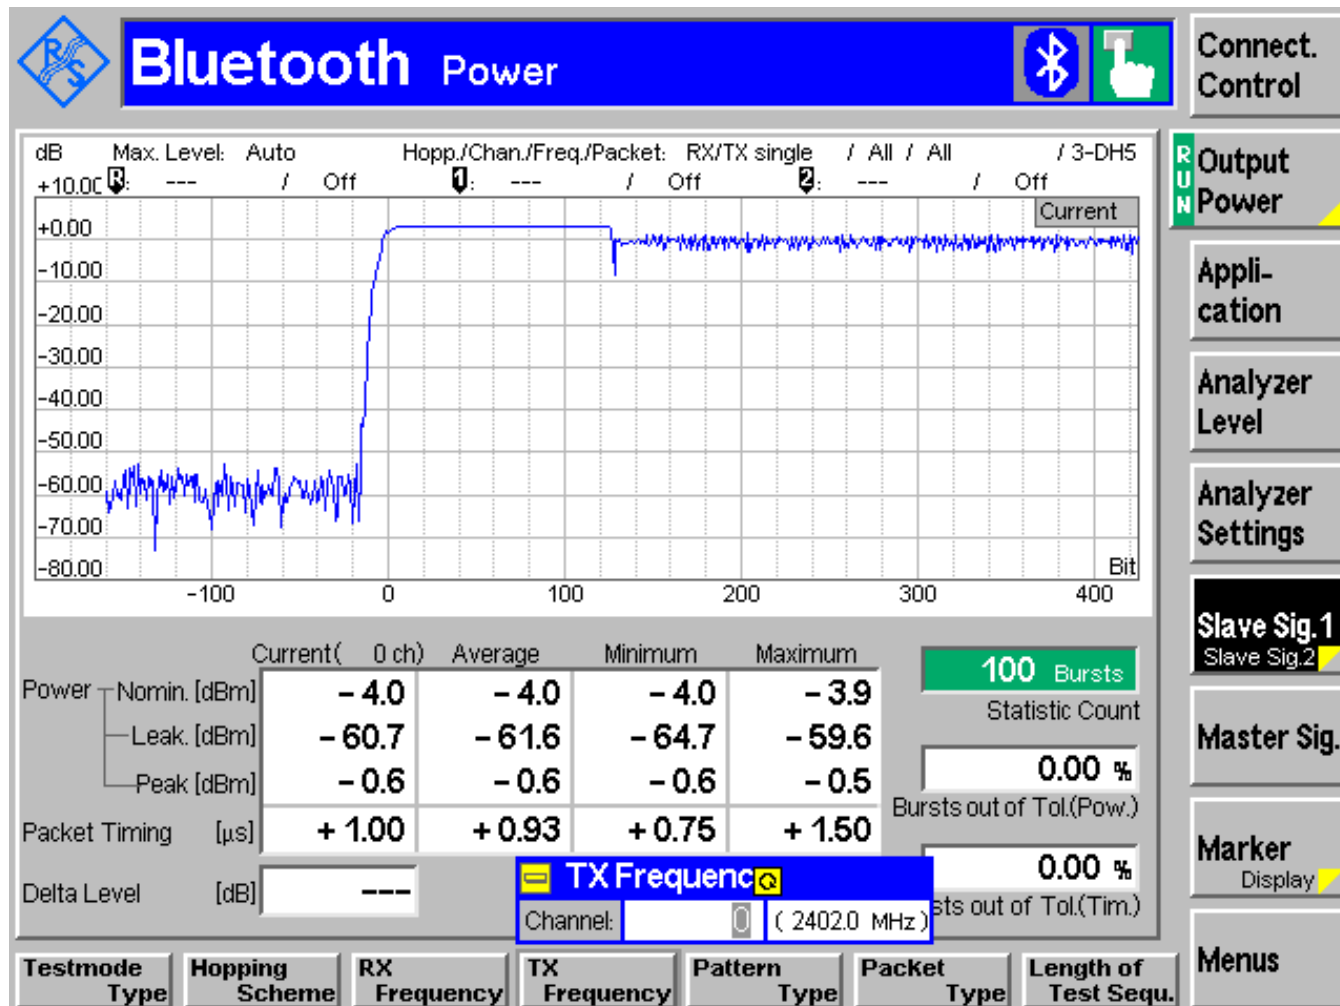 R S
Bluetooth Power
Connect.
Control
dB Max. Level: Auto Hopp./Chan./Freq./Packet: RX/TX single / All / All / 3-DH5
R: --- / Off 1: --- / Off 2: --- / Off
RUN
Output
Power
Current
+10.00
+0.00
-10.00
-20.00
-30.00
-40.00
-50.00
-60.00
-70.00
-80.00
Bit
-100 0 100 200 300 400
Appli-
cation
Analyzer
Level
Analyzer
Settings
Slave Sig.1
Slave Sig.2
Master Sig.
Marker
Display
Menus
Current( 0 ch) Average Minimum Maximum
Power Nomin. [dBm] - 4.0 - 4.0 - 4.0 - 3.9
Leak. [dBm] - 60.7 - 61.6 - 64.7 - 59.6
Peak [dBm] - 0.6 - 0.6 - 0.6 - 0.5
Packet Timing [µs] + 1.00 + 0.93 + 0.75 + 1.50
Delta Level [dB] ---
100 Bursts
Statistic Count
0.00 %
Bursts out of Tol.(Pow.)
0.00 %
sts out of Tol.(Tim.)
TX Frequenc
Channel: 0 ( 2402.0 MHz )
Testmode
Type
Hopping
Scheme
RX
Frequency
TX
Frequency
Pattern
Type
Packet
Type
Length of
Test Sequ.